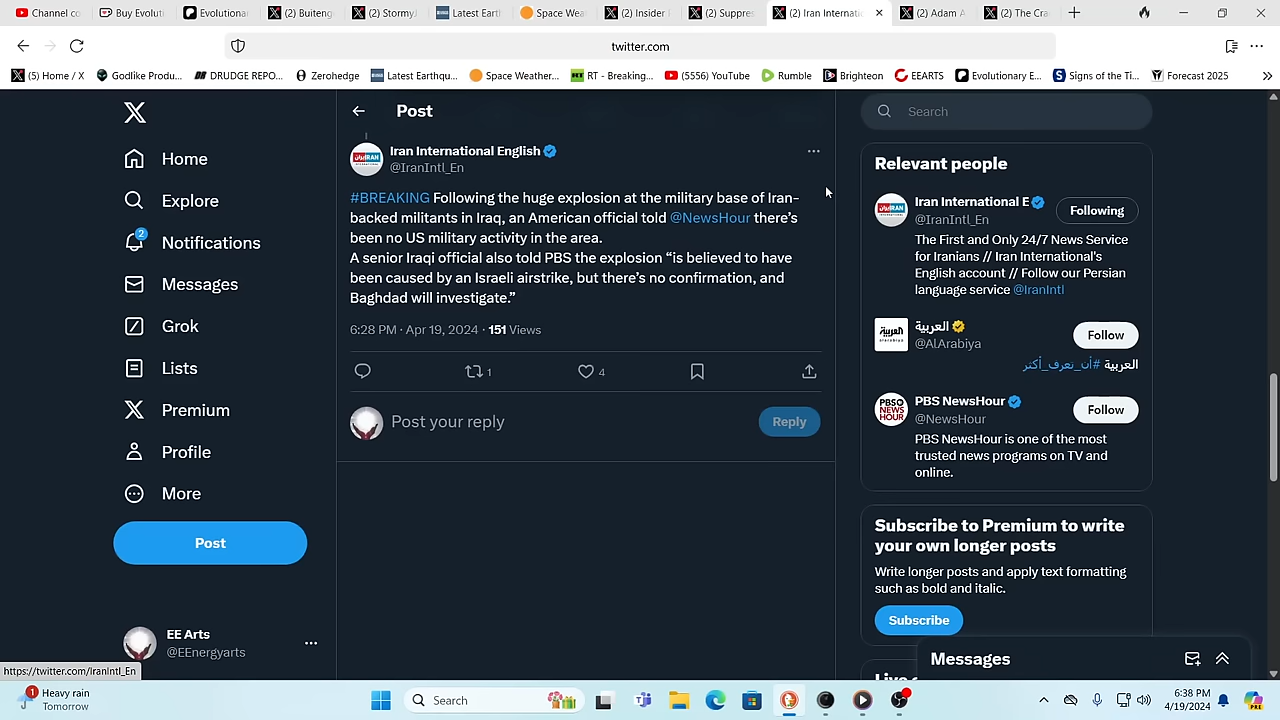 Channel co
Buy Evoluti
Evolutiona
(2) Buiteng
(2) StormyJ
Latest Earth
Space Wea
(2) Insider
(2) Suppres
(2) Iran Internatio
(2) Adam A
(2) The Cra
twitter.com
(5) Home / X
Godlike Produ...
DRUDGE REPO...
Zerohedge
Latest Earthqu...
Space Weather...
RT - Breaking...
(5556) YouTube
Rumble
Brighteon
EEARTS
Evolutionary E...
Signs of the Ti...
Forecast 2025
Home
Explore
2
Notifications
Messages
Grok
Lists
Premium
Profile
More
Post
EE Arts
@EEnergyarts
https://twitter.com/IranIntl_En
Post
Iran International English
@IranIntl_En
#BREAKING Following the huge explosion at the military base of Iran-
backed militants in Iraq, an American official told @NewsHour there’s
been no US military activity in the area.
A senior Iraqi official also told PBS the explosion “is believed to have
been caused by an Israeli airstrike, but there’s no confirmation, and
Baghdad will investigate.”
6:28 PM · Apr 19, 2024 · 151 Views
1
4
Post your reply
Reply
Search
Relevant people
Iran International E
@IranIntl_En
Following
The First and Only 24/7 News Service
for Iranians // Iran International's
English account // Follow our Persian
language service @IranIntl
العربية
@AlArabiya
Follow
العربية #أن_تعرف_أكثر
PBS NewsHour
@NewsHour
Follow
PBS NewsHour is one of the most
trusted news programs on TV and
online.
Subscribe to Premium to write
your own longer posts
Write longer posts and apply text formatting
such as bold and italic.
Subscribe
Messages
1
Heavy rain
Tomorrow
Search
6:38 PM
4/19/2024